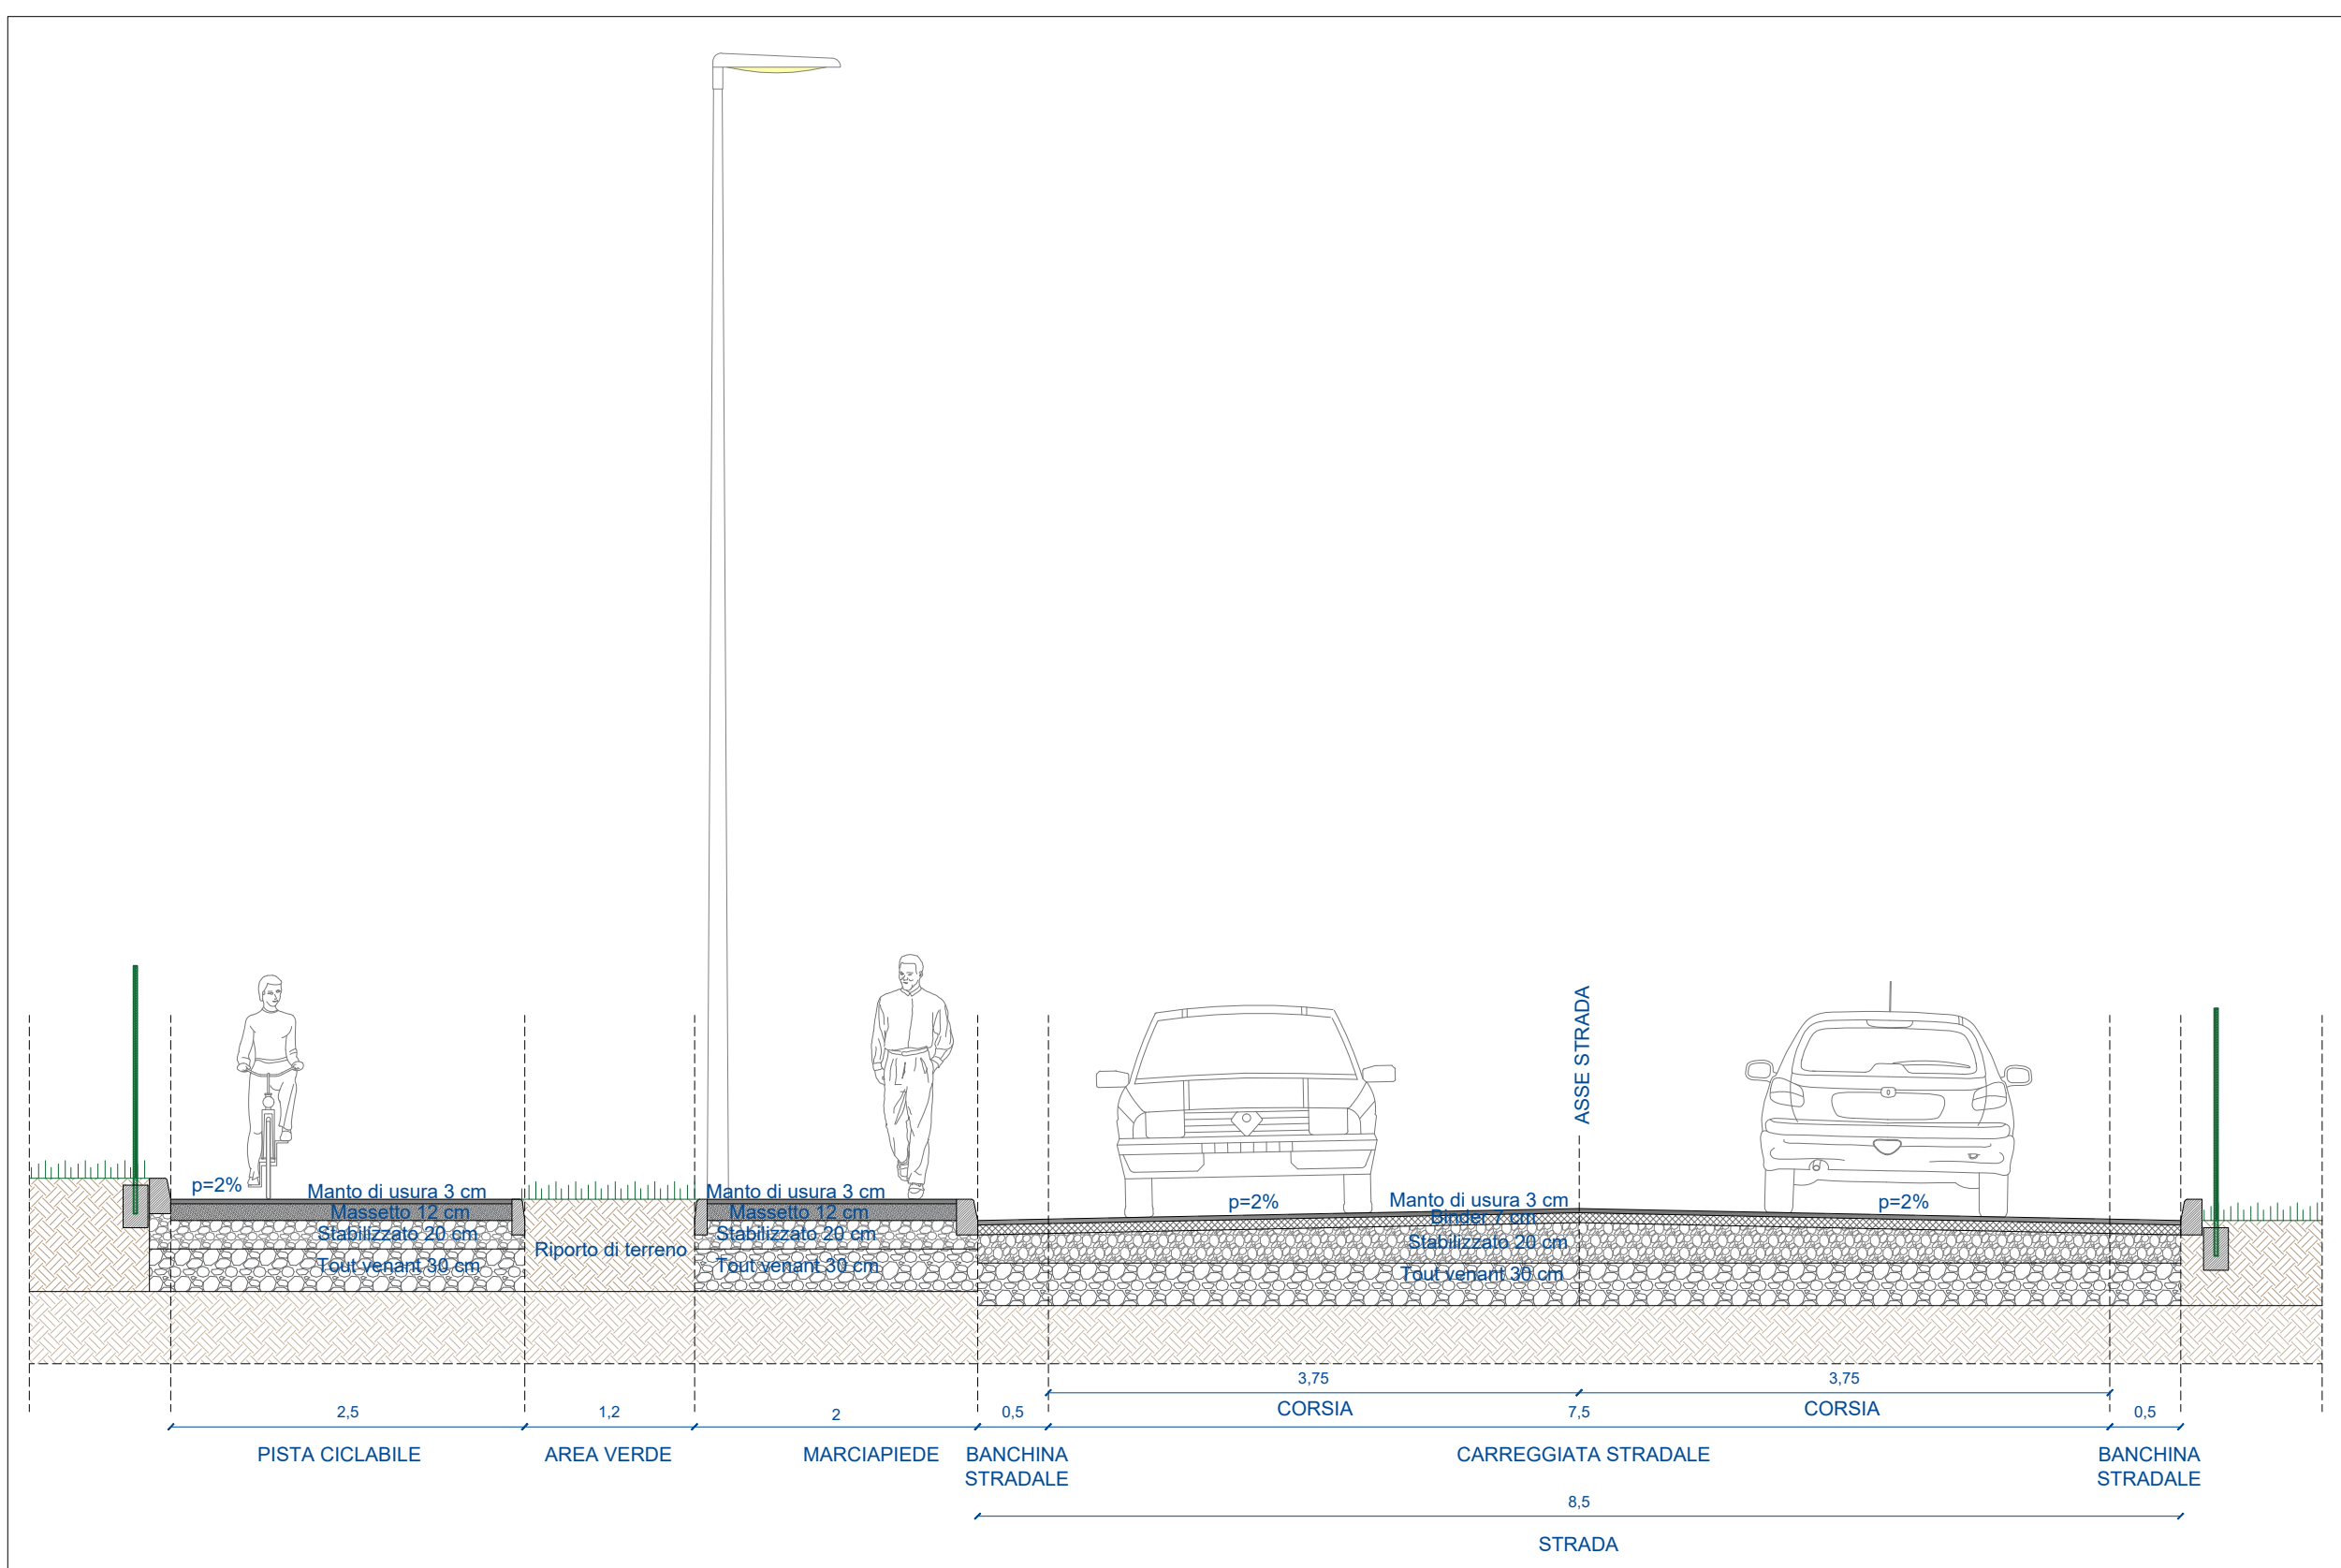 ASSE STRADA
p=2%
Manto di usura 3 cm
Massetto 12 cm
Stabilizzato 20 cm
Tout venant 30 cm
Riporto di terreno
Manto di usura 3 cm
Massetto 12 cm
Stabilizzato 20 cm
Tout venant 30 cm
p=2%
Manto di usura 3 cm
Binder 7 cm
Stabilizzato 20 cm
Tout venant 30 cm
p=2%
3,75
3,75
CORSIA
CORSIA
2,5
1,2
2
0,5
7,5
0,5
PISTA CICLABILE
AREA VERDE
MARCIAPIEDE
BANCHINA
STRADALE
CARREGGIATA STRADALE
BANCHINA
STRADALE
8,5
STRADA